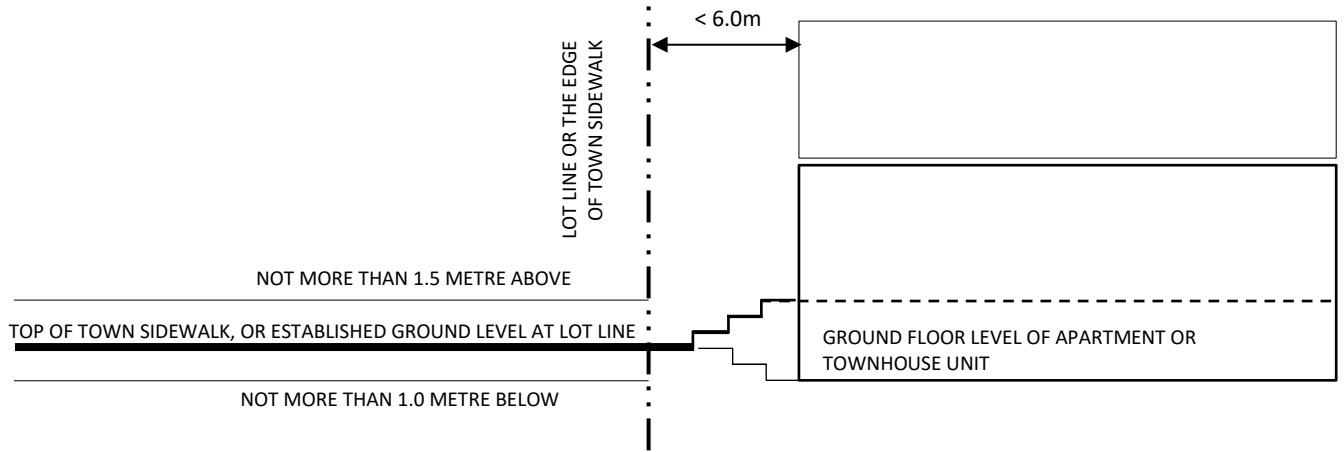 < 6.0m
LOT LINE OR THE EDGE
OF TOWN SIDEWALK
NOT MORE THAN 1.5 METRE ABOVE
TOP OF TOWN SIDEWALK, OR ESTABLISHED GROUND LEVEL AT LOT LINE
GROUND FLOOR LEVEL OF APARTMENT OR
TOWNHOUSE UNIT
NOT MORE THAN 1.0 METRE BELOW